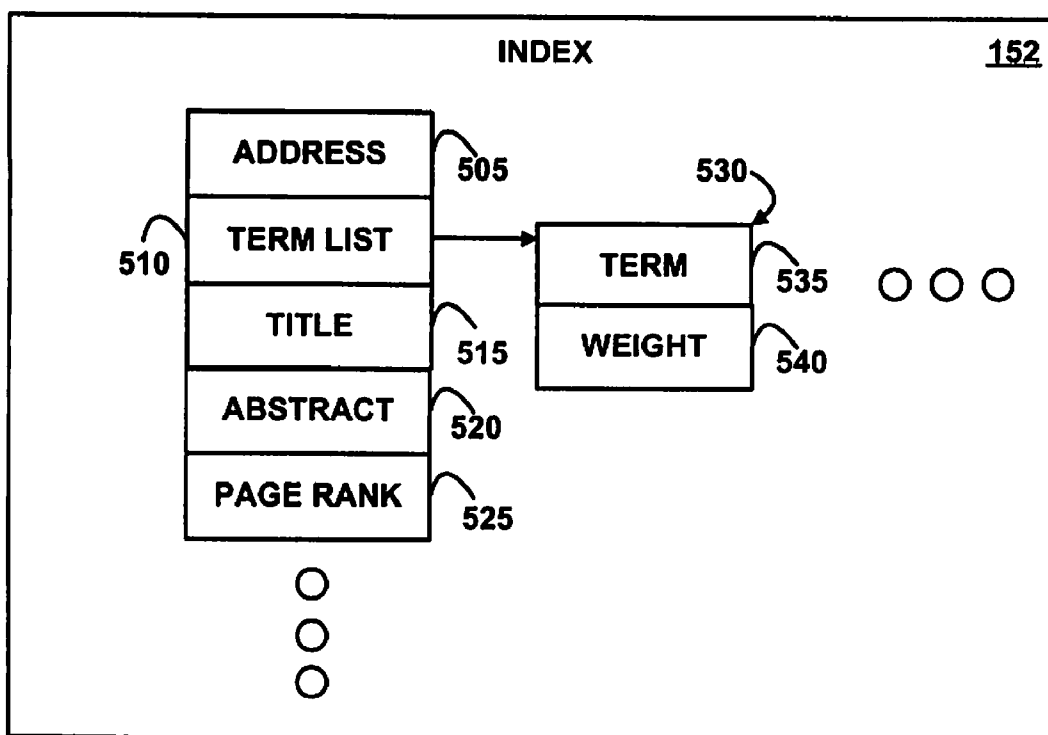 INDEX
152
ADDRESS
505
530
TERM LIST
510
TERM
535
TITLE
515
WEIGHT
540
ABSTRACT
520
PAGE RANK
525